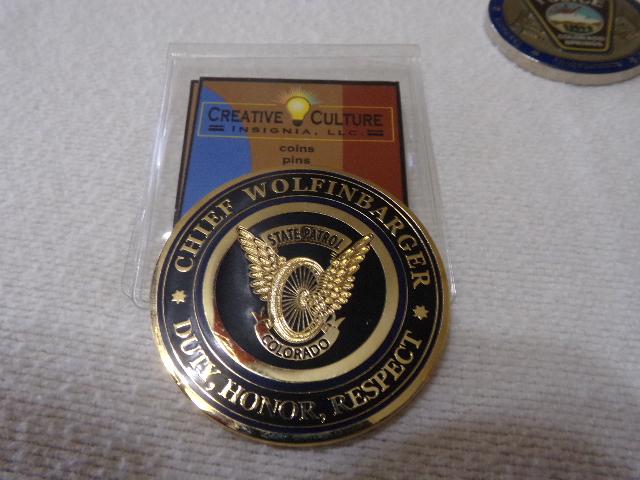 CREATIVE CULTURE
INSIGNIA, LLC.
coins
pins
CHIEF WOLFINBARGER
STATE PATROL
COLORADO
DUTY, HONOR, RESPECT